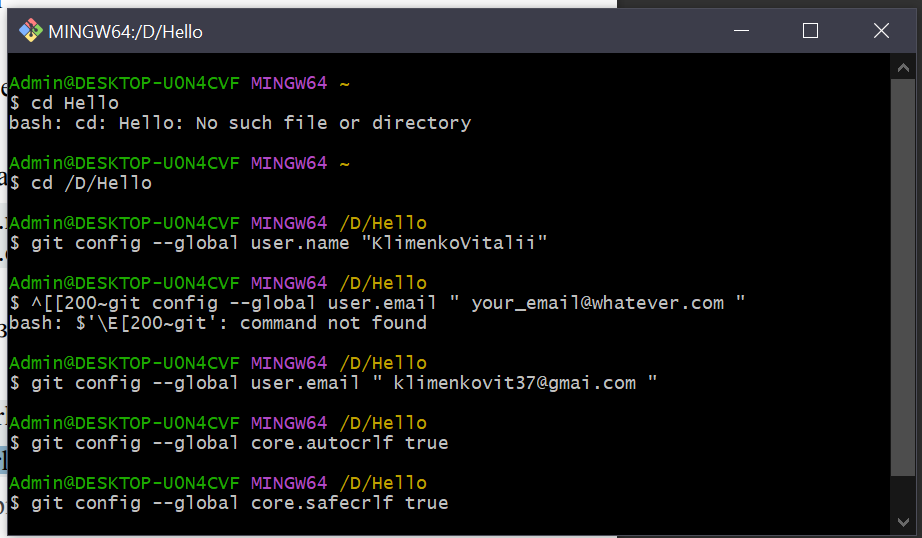 MINGW64:/D/Hello
Admin@DESKTOP-U0N4CVF MINGW64 ~
$ cd Hello
bash: cd: Hello: No such file or directory
Admin@DESKTOP-U0N4CVF MINGW64 ~
$ cd /D/Hello
Admin@DESKTOP-U0N4CVF MINGW64 /D/Hello
$ git config --global user.name "KlimenkoVitalii"
Admin@DESKTOP-U0N4CVF MINGW64 /D/Hello
$ ^[[200~git config --global user.email " your_email@whatever.com "
bash: $'\E[200~git': command not found
Admin@DESKTOP-U0N4CVF MINGW64 /D/Hello
$ git config --global user.email " klimenkovit37@gmai.com "
Admin@DESKTOP-U0N4CVF MINGW64 /D/Hello
$ git config --global core.autocrlf true
Admin@DESKTOP-U0N4CVF MINGW64 /D/Hello
$ git config --global core.safecrlf true